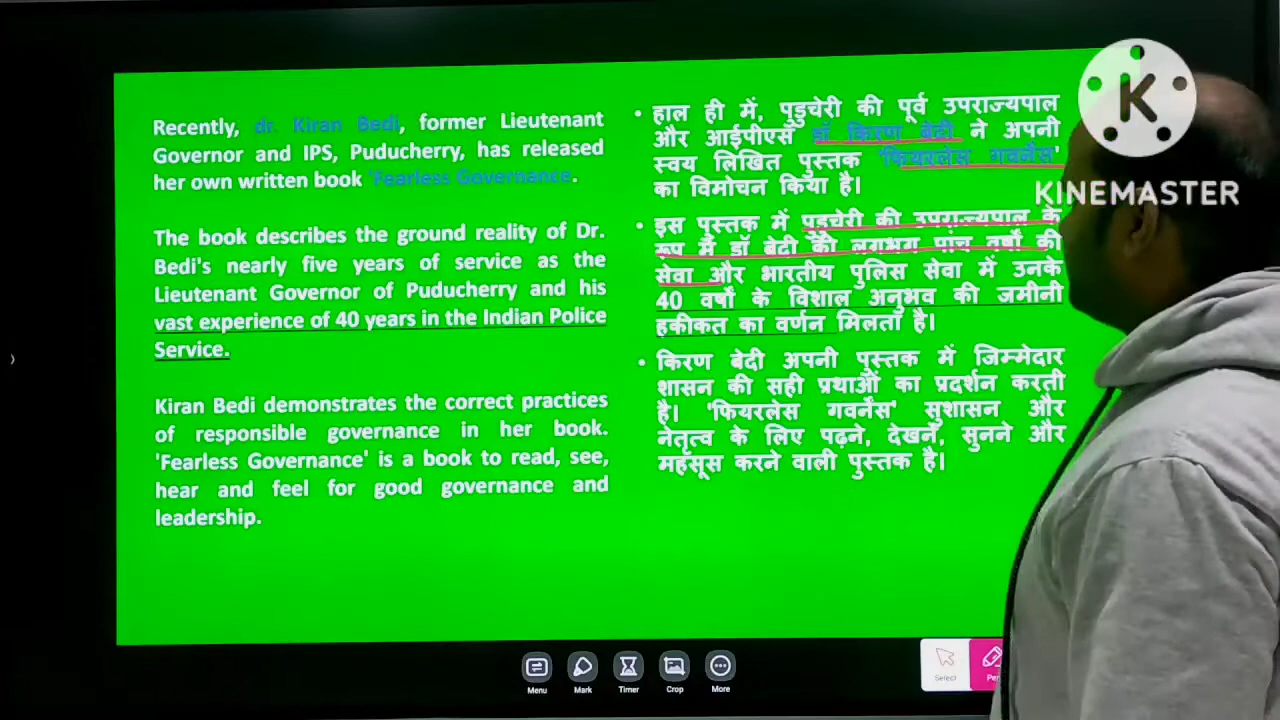 Recently, dr. Kiran Bedi, former Lieutenant
Governor and IPS, Puducherry, has released
her own written book 'Fearless Governance.
The book describes the ground reality of Dr.
Bedi's nearly five years of service as the
Lieutenant Governor of Puducherry and his
vast experience of 40 years in the Indian Police
Service.
Kiran Bedi demonstrates the correct practices
of responsible governance in her book.
'Fearless Governance' is a book to read, see,
hear and feel for good governance and
leadership.
• हाल ही में, पुडुचेरी की पूर्व उपराज्यपाल
और आईपीएस डॉ किरण बेदी ने अपनी
स्वय लिखित पुस्तक 'फियरलेस गवर्नेंस'
का विमोचन किया है।
• इस पुस्तक में पुडुचेरी की उपराज्यपाल के
रूप में डॉ बेदी की लगभग पांच वर्षों की
सेवा और भारतीय पुलिस सेवा में उनके
40 वर्षों के विशाल अनुभव की जमीनी
हकीकत का वर्णन मिलता है।
• किरण बेदी अपनी पुस्तक में जिम्मेदार
शासन की सही प्रथाओं का प्रदर्शन करती
है। 'फियरलेस गवर्नेंस' सुशासन और
नेतृत्व के लिए पढ़ने, देखने, सुनने और
महसूस करने वाली पुस्तक है।
K
KINEMASTER
Menu
Mark
Timer
Crop
More
Select